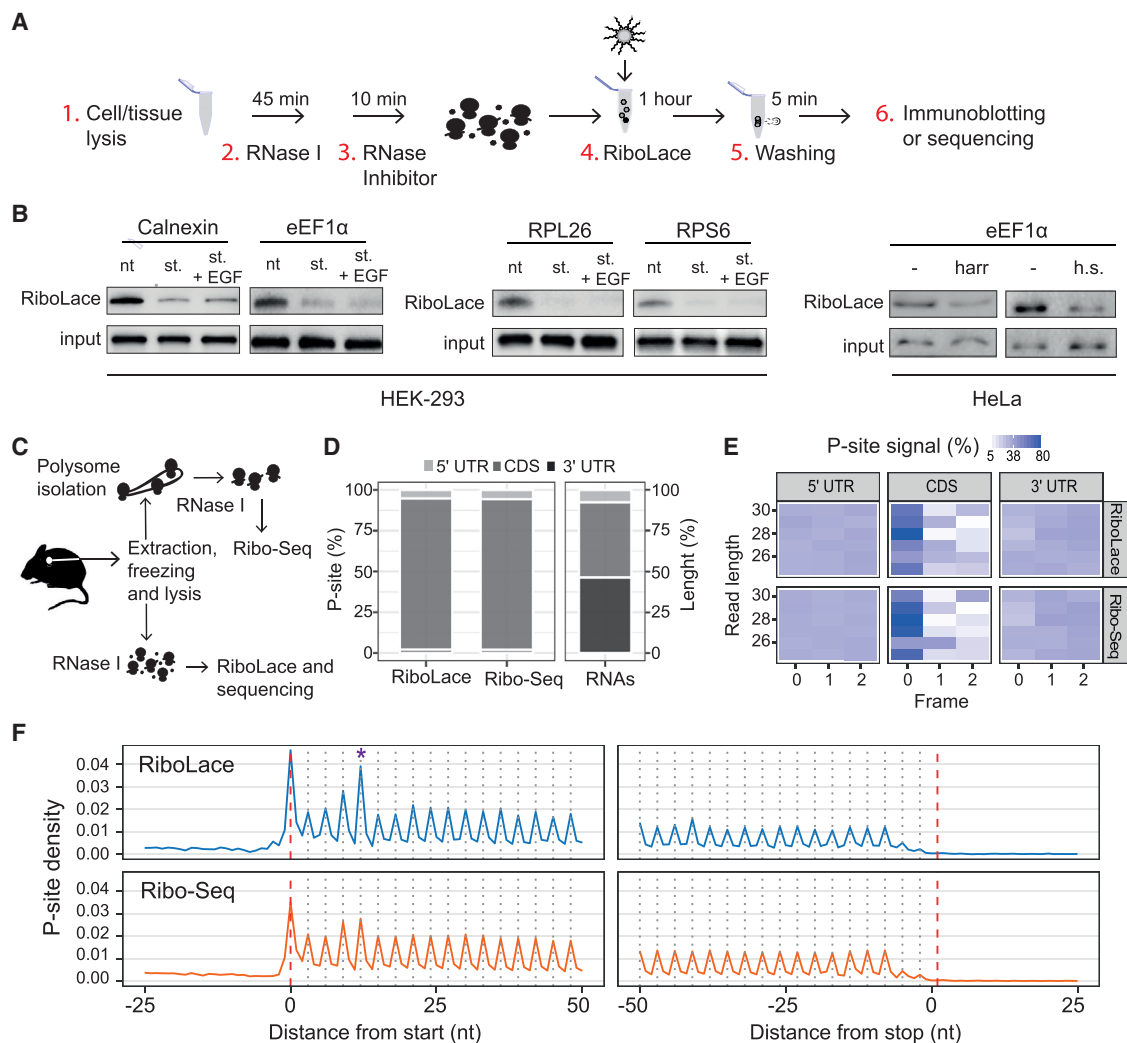 A
1. Cell/tissue lysis
45 min
2. RNase I
10 min
3. RNase Inhibitor
1 hour
4. RiboLace
5 min
5. Washing
6. Immunoblotting or sequencing
B
Calnexin
eEF1α
RPL26
RPS6
eEF1α
nt st. st. + EGF
nt st. st. + EGF
nt st. st. + EGF
nt st. st. + EGF
- harr
- h.s.
RiboLace
input
RiboLace
input
RiboLace
input
HEK-293
HeLa
C
Polysome isolation
RNase I
Ribo-Seq
Extraction, freezing and lysis
RNase I
RiboLace and sequencing
D
5' UTR CDS 3' UTR
P-site (%)
100
75
50
25
0
RiboLace
Ribo-Seq
RNAs
100
75
50
25
0
Lenght (%)
E
P-site signal (%)
5 38 80
5' UTR
CDS
3' UTR
Read length
30
28
26
30
28
26
RiboLace
Ribo-Seq
0 1 2
0 1 2
0 1 2
Frame
F
P-site density
RiboLace
*
0.04
0.03
0.02
0.01
0.00
Ribo-Seq
0.04
0.03
0.02
0.01
0.00
-25 0 25 50
Distance from start (nt)
-50 -25 0 25
Distance from stop (nt)